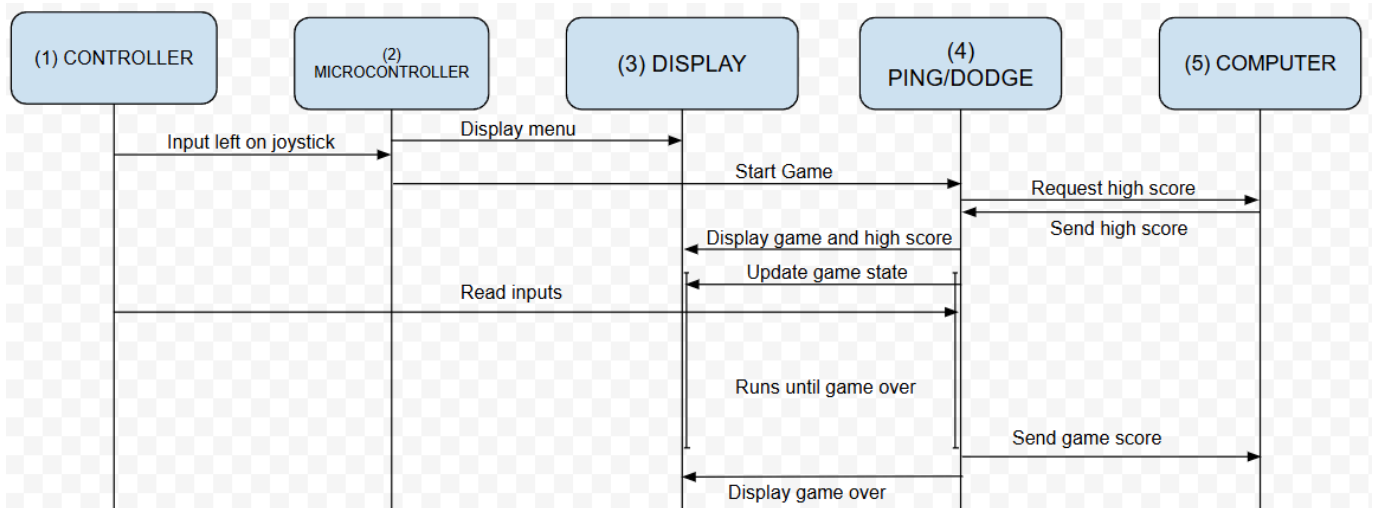 (1) CONTROLLER
(2)
MICROCONTROLLER
(3) DISPLAY
(4)
PING/DODGE
(5) COMPUTER
Display menu
Input left on joystick
Start Game
Request high score
Send high score
Display game and high score
Update game state
Read inputs
Runs until game over
Send game score
Display game over